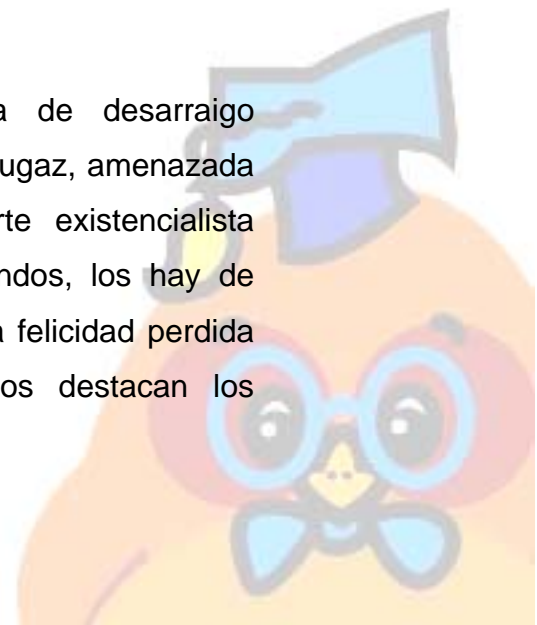 de desarraigo
ugaz, amenazada
rte existencialista
ndos, los hay de
felicidad perdida
os destacan los